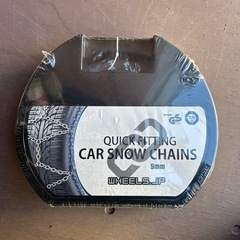 QUICK FITTING
CAR SNOW CHAINS
9mm
WHEELS.JP